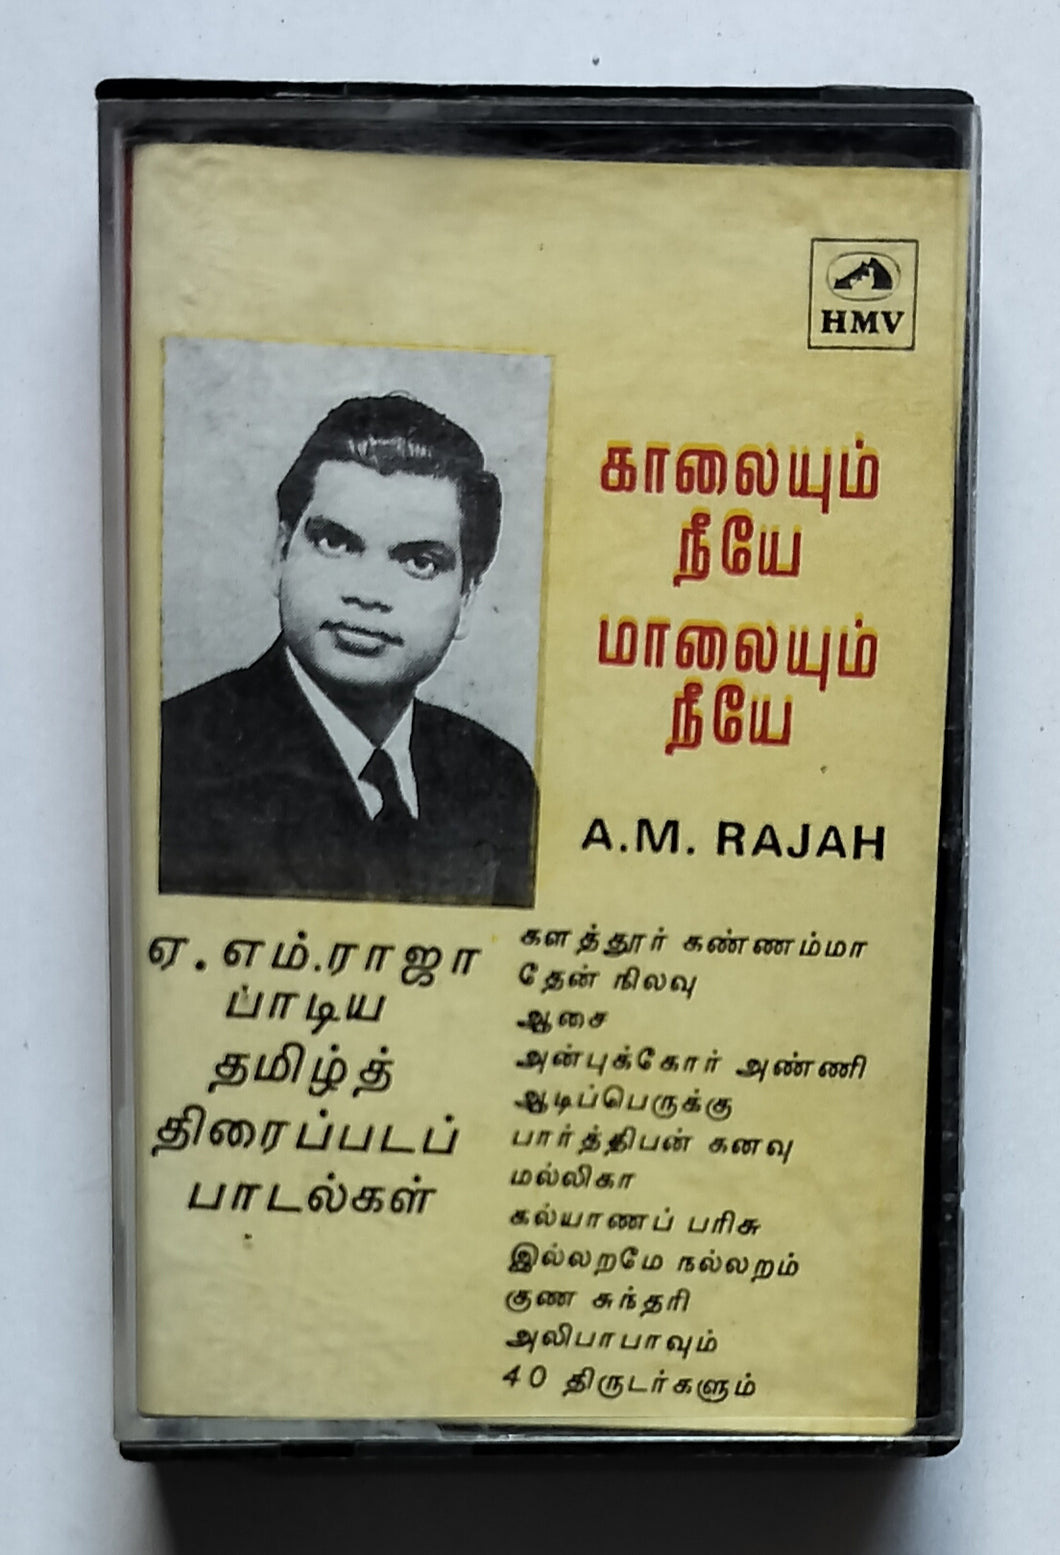 HMV
காலையும்
நீயே
மாலையும்
நீயே
A.M. RAJAH
ஏ.எம்.ராஜா
பாடிய
தமிழ்த்
திரைப்படப்
பாடல்கள்
களத்தூர் கண்ணம்மா
தேன் நிலவு
ஆசை
அன்புக்கோர் அண்ணி
ஆடிப்பெருக்கு
பார்த்திபன் கனவு
மல்லிகா
கல்யாணப் பரிசு
இல்லறமே நல்லறம்
குண சுந்தரி
அலிபாபாவும்
40 திருடர்களும்